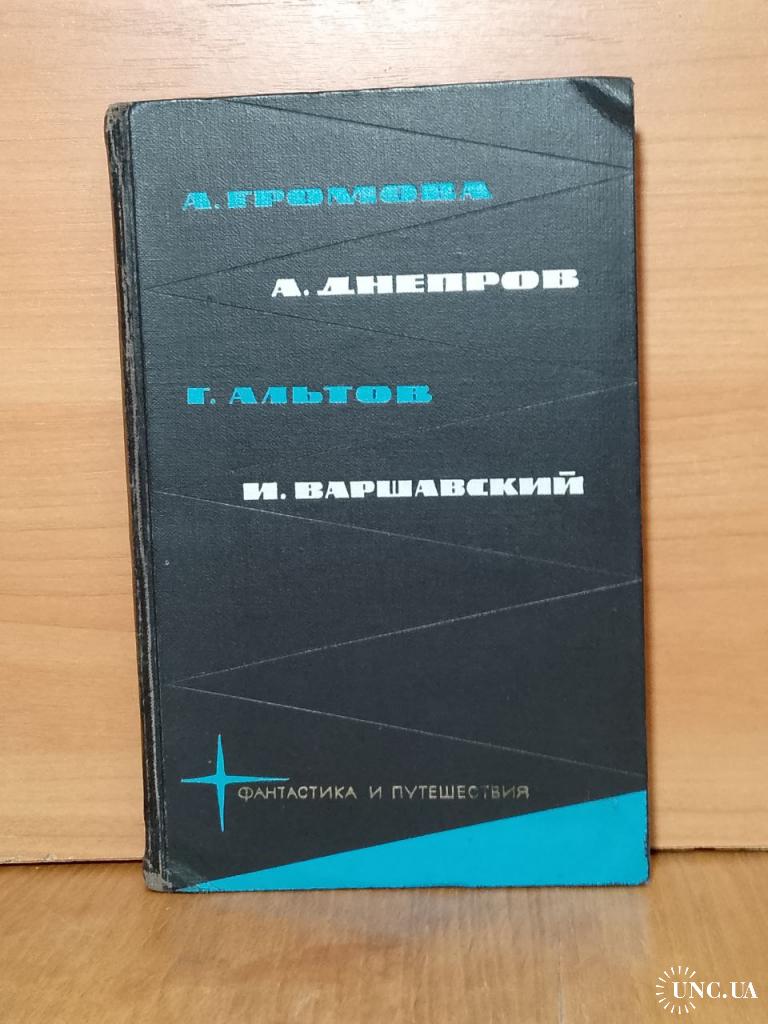 А. ГРОМОВА
А. ДНЕПРОВ
Г. АЛЬТОВ
И. ВАРШАВСКИЙ
ФАНТАСТИКА И ПУТЕШЕСТВИЯ
UNC.UA